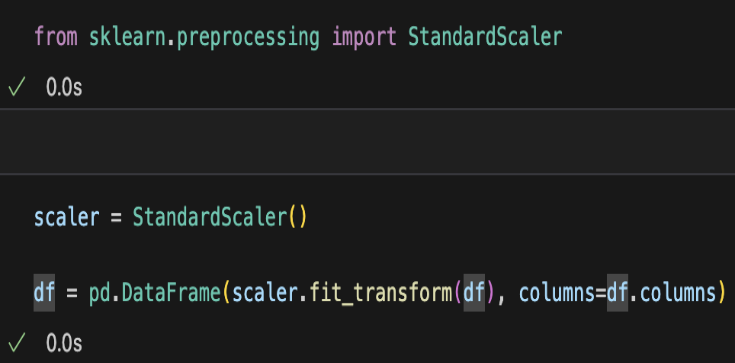 from sklearn.preprocessing import StandardScaler
✓ 0.0s
scaler = StandardScaler()
df = pd.DataFrame(scaler.fit_transform(df), columns=df.columns)
✓ 0.0s